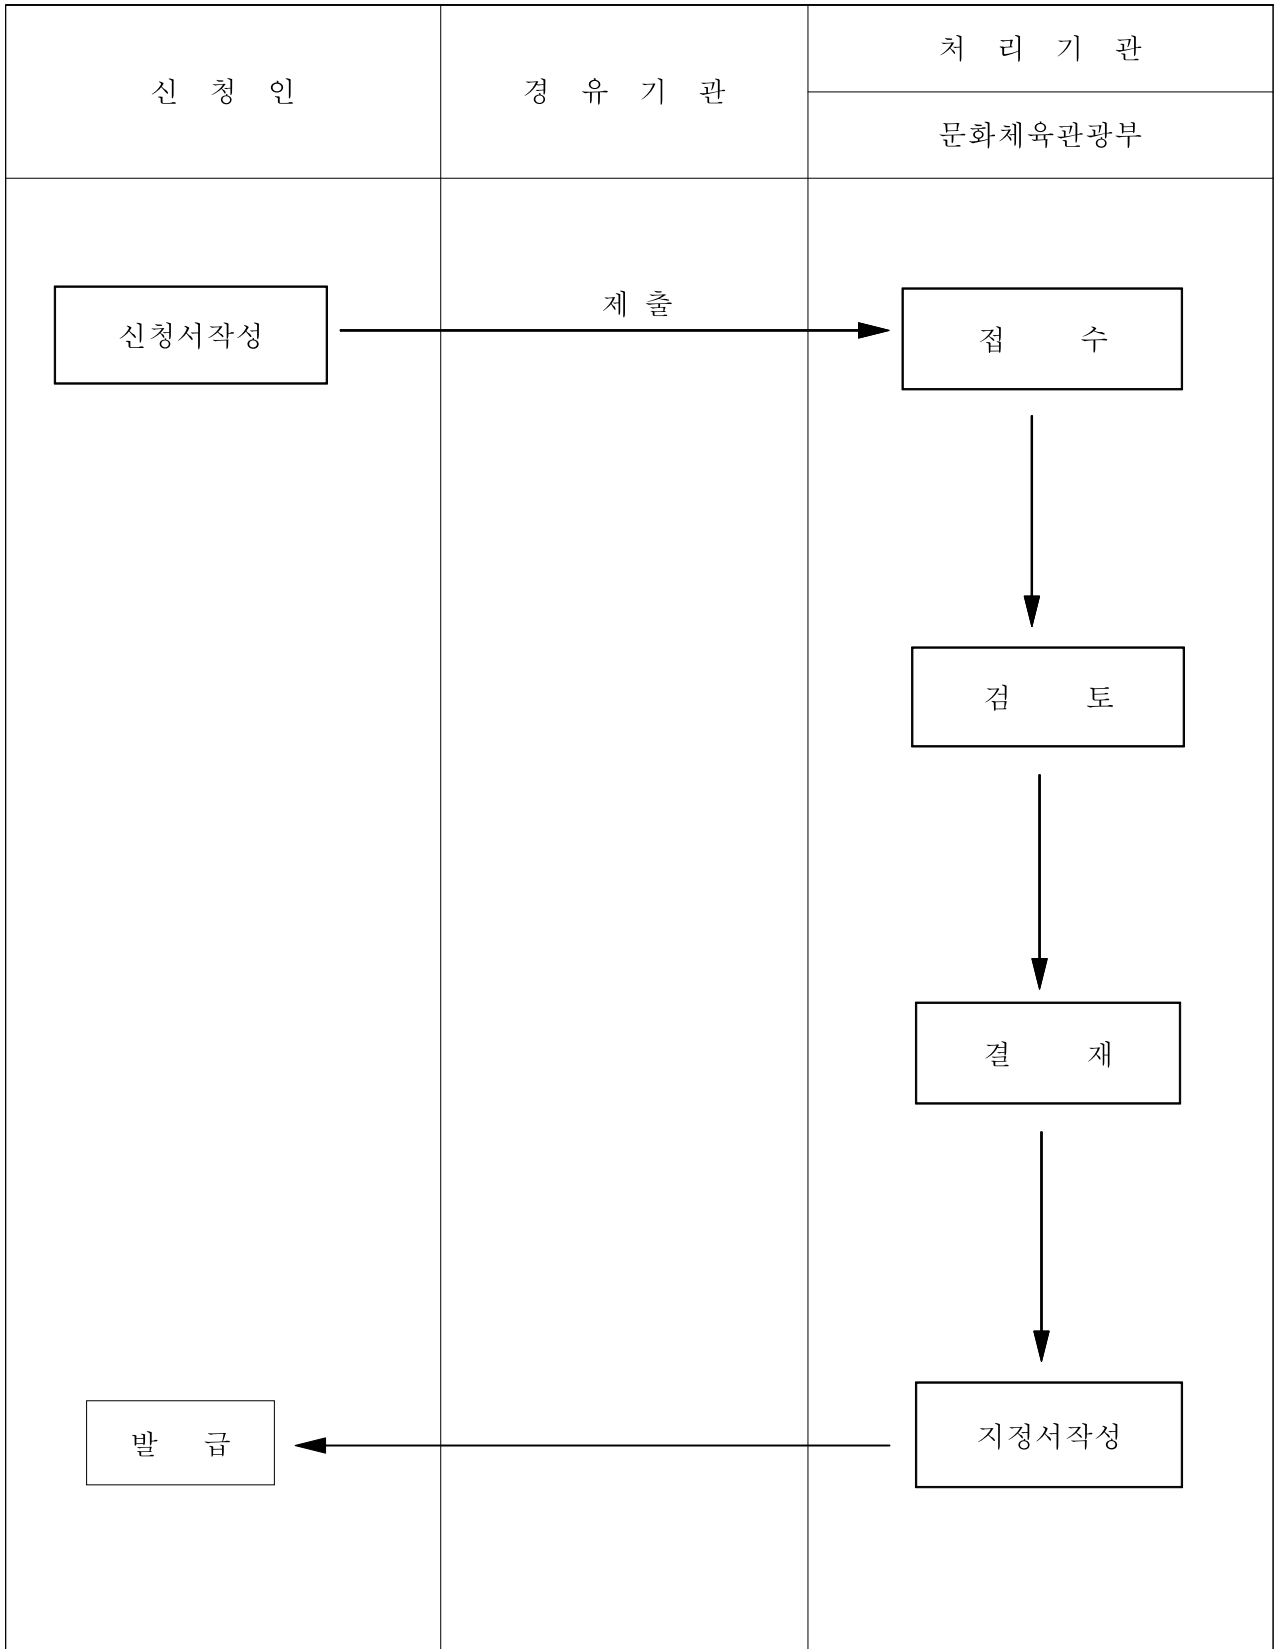 신 청 인
경 유 기 관
처 리 기 관
문화체육관광부
신청서작성
제 출
접 수
검 토
결 재
발 급
지정서작성